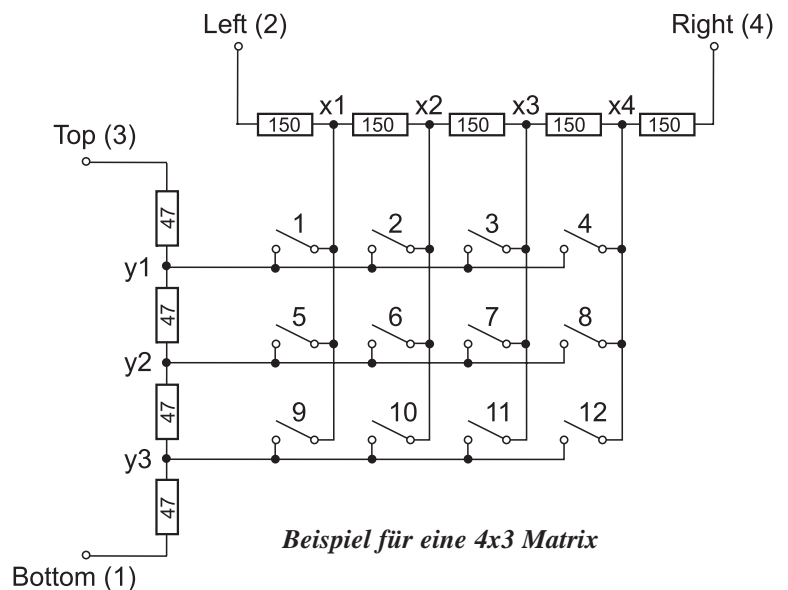 Left (2)
Right (4)
x1 x2 x3 x4
150 150 150 150 150
Top (3)
47
1 2 3 4
y1
47
5 6 7 8
y2
47
9 10 11 12
y3
47
Beispiel für eine 4x3 Matrix
Bottom (1)